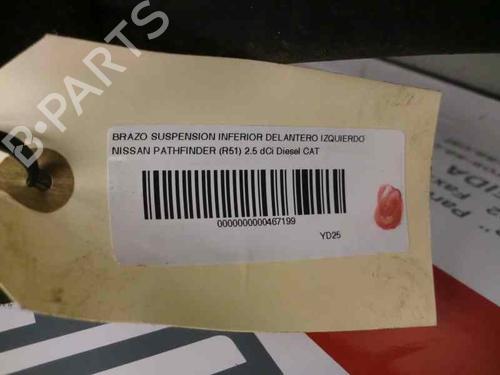 BRAZO SUSPENSION INFERIOR DELANTERO IZQUIERDO
NISSAN PATHFINDER (R51) 2.5 dCi Diesel CAT
0000000000467199
YD25
B-PARTS